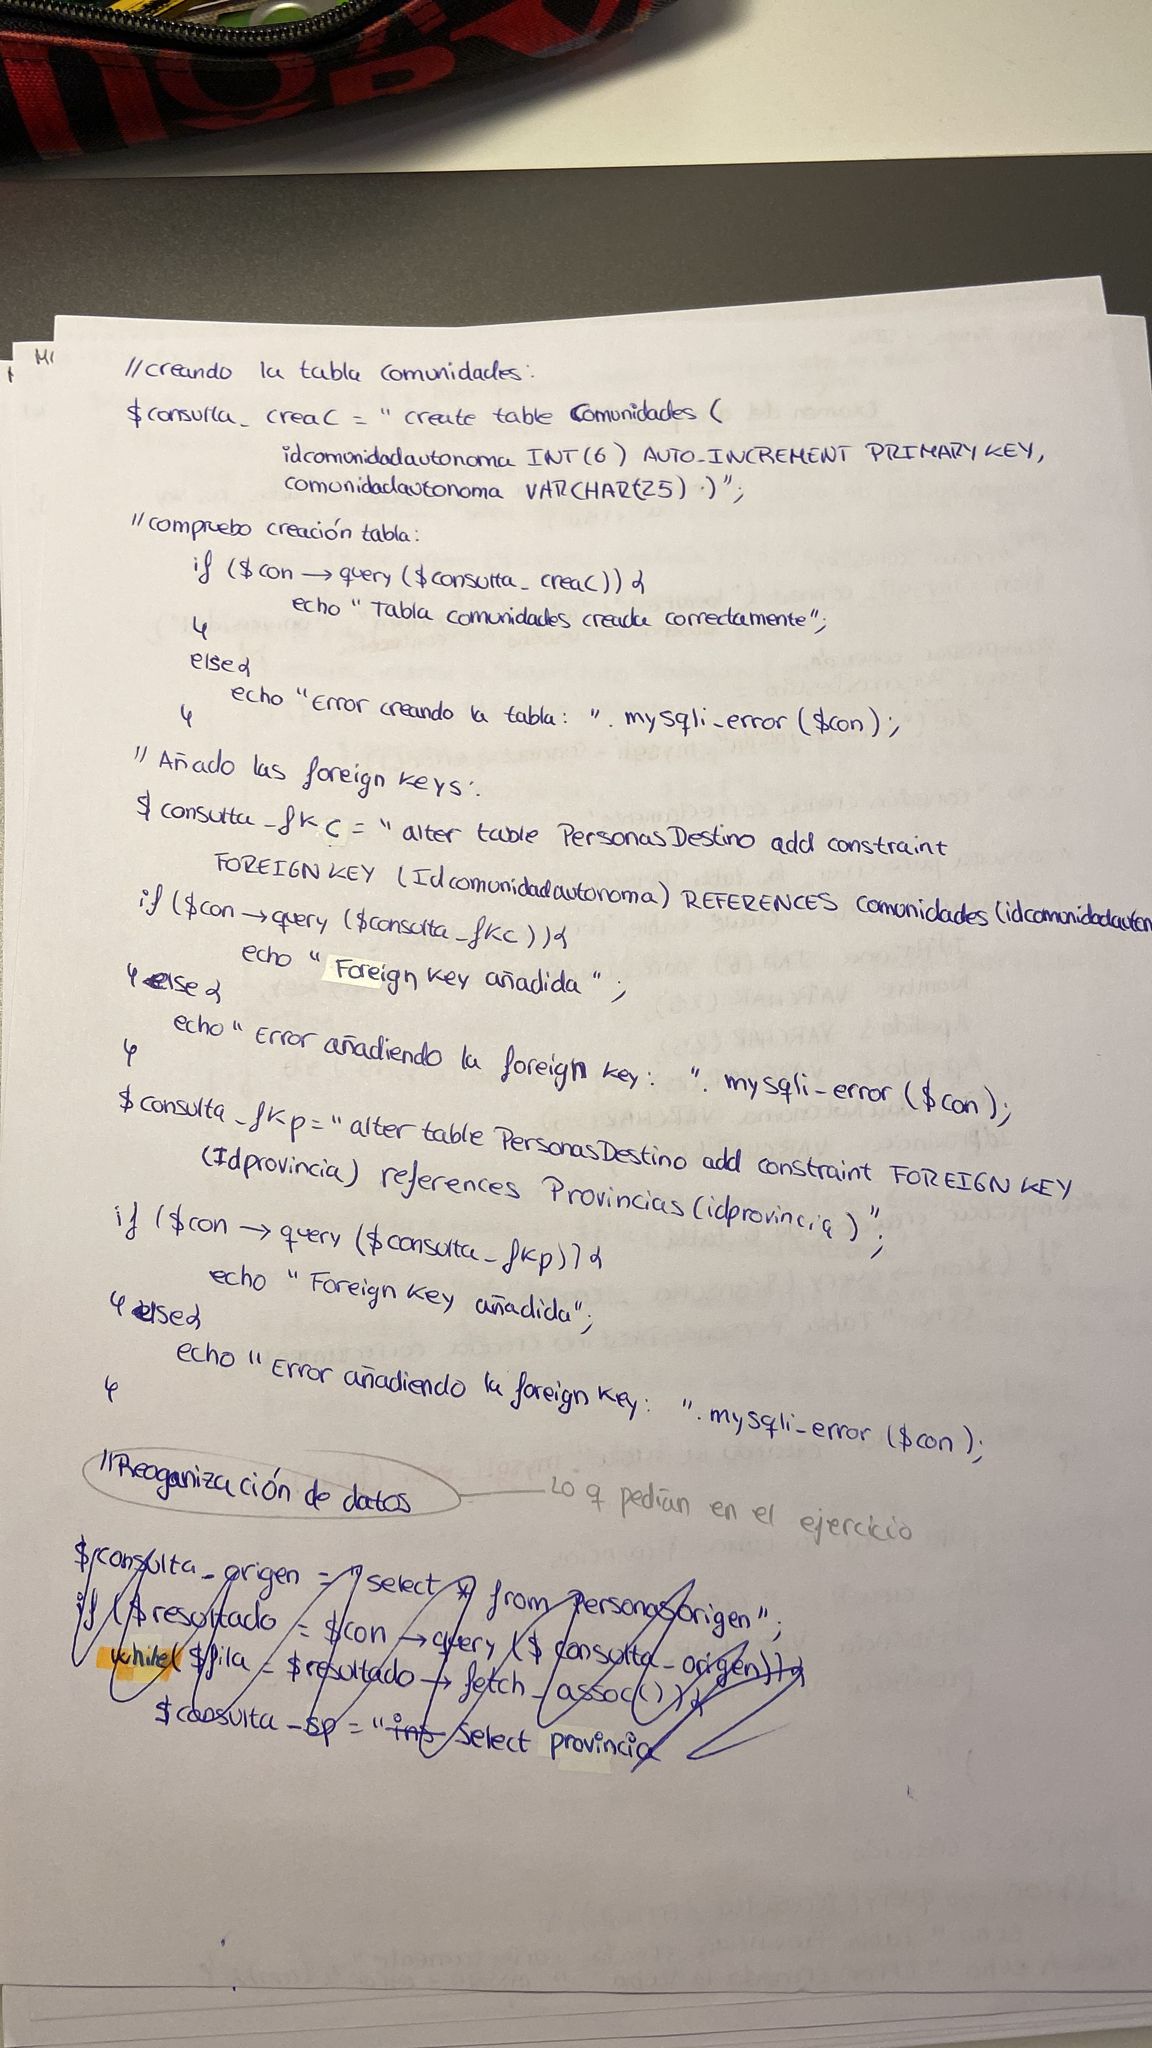 //creando la tabla comunidades:
$consulta_creaC = " create table Comunidades (
idcomunidadautonoma INT(6) AUTO_INCREMENT PRIMARY KEY,
comunidadautonoma VARCHAR(25) )";
//compruebo creación tabla:
if ($con → query ($consulta_creaC)) {
echo " Tabla comunidades creada correctamente";
}
else {
echo "Error creando la tabla: ". mysqli_error ($con);
}
// Añado las foreign keys:
$consulta_fkC = " alter table PersonasDestino add constraint
FOREIGN KEY (Idcomunidadautonoma) REFERENCES comunidades (idcomunidadauton
if ($con → query ($consulta_fkc)) {
echo " Foreign key añadida ";
} else {
echo " Error añadiendo la foreign key: ". mysqli_error ($con);
}
$consulta_fkp = "alter table PersonasDestino add constraint FOREIGN KEY
(Idprovincia) references Provincias (idprovincia) ";
if ($con → query ($consulta_fkp)) {
echo "Foreign key añadida";
} else {
echo " Error añadiendo la foreign key: ". mysqli_error ($con);
}
//Reoganización de datos — Lo q pedían en el ejercicio
$consulta_origen = " select * from PersonasOrigen";
if ($resultado = $con → query ($consulta_origen)) {
while ($fila = $resultado → fetch_assoc()) {
$consulta_sp = " ins select provincia